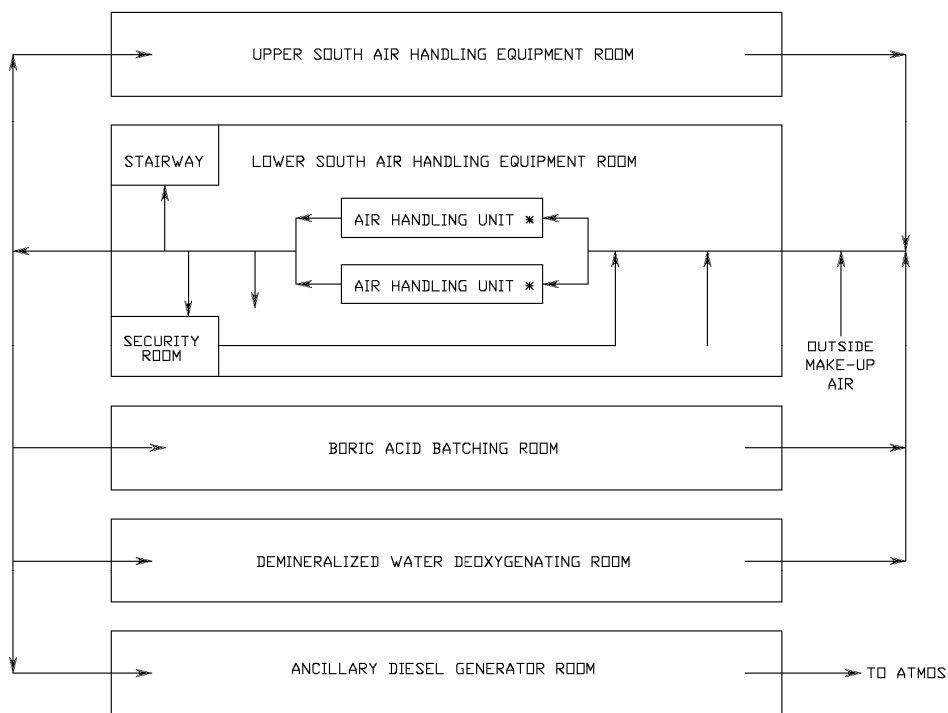 UPPER SOUTH AIR HANDLING EQUIPMENT ROOM
STAIRWAY
LOWER SOUTH AIR HANDLING EQUIPMENT ROOM
AIR HANDLING UNIT *
AIR HANDLING UNIT *
SECURITY
ROOM
OUTSIDE
MAKE-UP
AIR
BORIC ACID BATCHING ROOM
DEMINERALIZED WATER DEOXYGENATING ROOM
ANCILLARY DIESEL GENERATOR ROOM
TO ATMOS